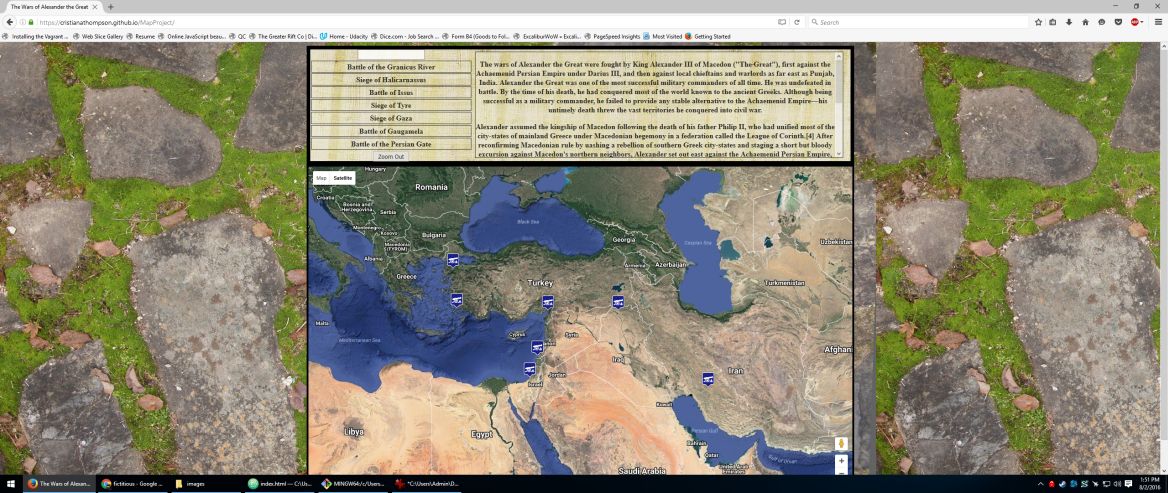 The Wars of Alexander the Great
https://cristianathompson.github.io/MapProject/
Search
Installing the Vagrant ...
Web Slice Gallery
Resume
Online JavaScript beau...
QC
The Greater Rift Co | Di...
Home - Udacity
Dice.com - Job Search ...
Form B4 (Goods to Fol...
ExcaliburWoW • Excali...
PageSpeed Insights
Most Visited
Getting Started
Battle of the Granicus River
Siege of Halicarnasus
Battle of Issus
Siege of Tyre
Siege of Gaza
Battle of Gaugamela
Battle of the Persian Gate
Zoom Out
The wars of Alexander the Great were fought by King Alexander III of Macedon ("The Great"), first against the
Achaemenid Persian Empire under Darius III, and then against local chieftains and warlords as far east as Punjab,
India. Alexander the Great was one of the most successful military commanders of all time. He was undefeated in
battle. By the time of his death, he had conquered most of the world known to the ancient Greeks. Although being
successful as a military commander, he failed to provide any stable alternative to the Achaemenid Empire—his
untimely death threw the vast territories he conquered into civil war.
Alexander assumed the kingship of Macedon following the death of his father Philip II, who had unified most of the
city-states of mainland Greece under Macedonian hegemony in a federation called the League of Corinth.[4] After
reconfirming Macedonian rule by uashing a rebellion of southern Greek city-states and staging a short but bloody
excursion against Macedon's northern neighbors, Alexander set out east against the Achaemenid Persian Empire,
Map
Satellite
Hungary
Croatia
Romania
Bosnia and
Herzegovina
Serbia
Montenegro
Kosovo
Bulgaria
Macedonia
(FYROM)
Albania
Greece
Black Sea
Georgia
Caspian Sea
Uzbekistan
Armenia
Azerbaijan
Turkey
Turkmenistan
Malta
Mediterranean Sea
Cyprus
Syria
Afghan
Iraq
Iran
Jordan
Israel
Kuwait
Libya
Egypt
Persian Gulf
Bahrain
Qatar
Gulf of Oman
United Arab
Emirates
Saudi Arabia
The Wars of Alexan...
fictitious - Google ...
images
index.html — C:\Us...
MINGW64:/c/Users...
*C:\Users\Admin\D...
1:51 PM
8/2/2016